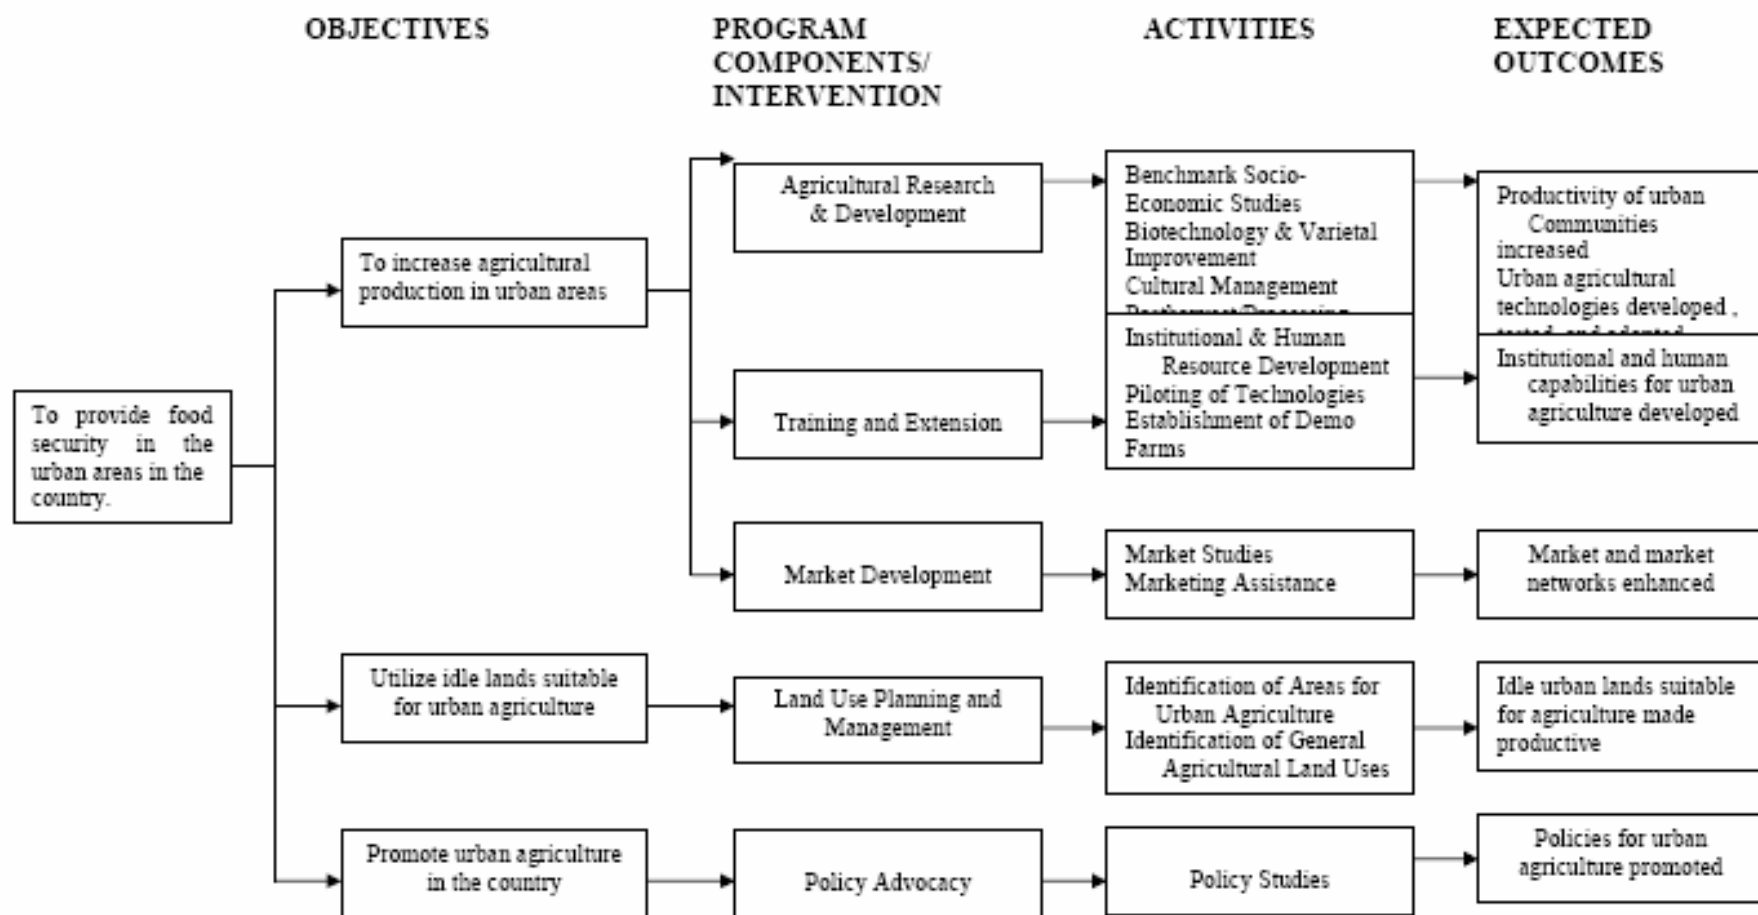 OBJECTIVES
PROGRAM
COMPONENTS/
INTERVENTION
ACTIVITIES
EXPECTED
OUTCOMES
To provide food
security in the
urban areas in the
country.
To increase agricultural
production in urban areas
Agricultural Research
& Development
Benchmark Socio-
Economic Studies
Biotechnology & Varietal
Improvement
Cultural Management
Productivity of urban
Communities
increased
Urban agricultural
technologies developed ,
Training and Extension
Institutional & Human
Resource Development
Piloting of Technologies
Establishment of Demo
Farms
Institutional and human
capabilities for urban
agriculture developed
Market Development
Market Studies
Marketing Assistance
Market and market
networks enhanced
Utilize idle lands suitable
for urban agriculture
Land Use Planning and
Management
Identification of Areas for
Urban Agriculture
Identification of General
Agricultural Land Uses
Idle urban lands suitable
for agriculture made
productive
Promote urban agriculture
in the country
Policy Advocacy
Policy Studies
Policies for urban
agriculture promoted